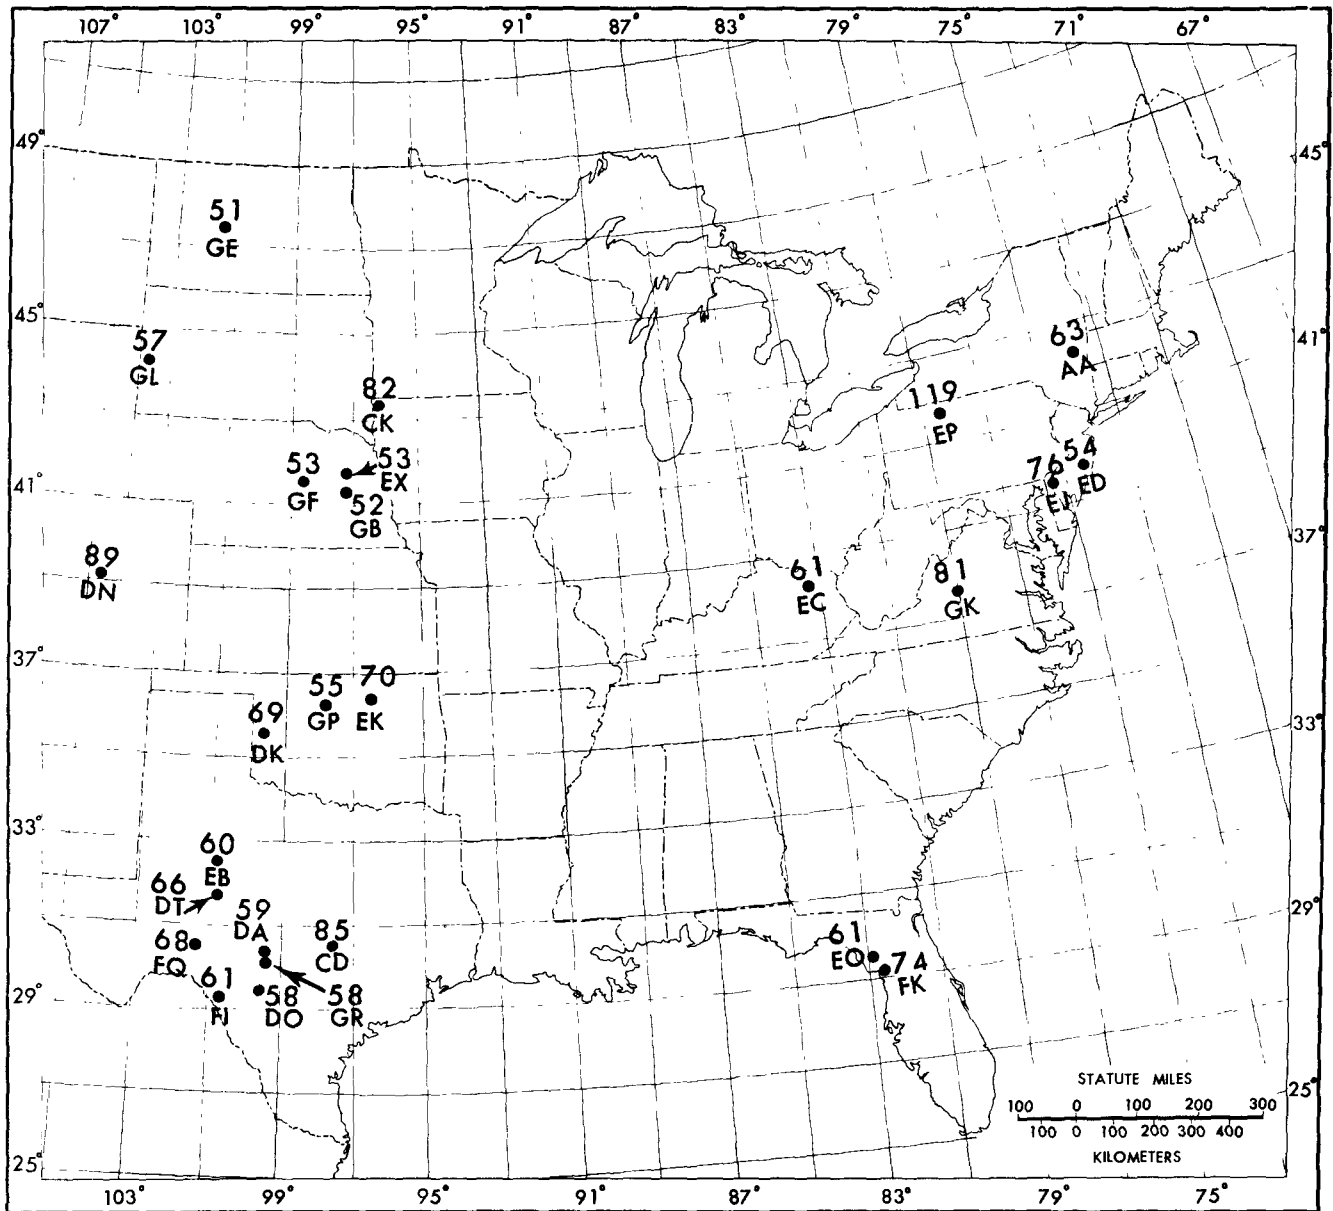 107° 103° 99° 95° 91° 87° 83° 79° 75° 71° 67°
49°
45°
45°
41°
41°
37°
37°
33°
33°
29°
29°
25°
25°
51
GE
57
GL
82
CK
53
GF
53
EX
52
GB
89
DN
63
AA
119
EP
76
EJ
54
ED
61
EC
81
GK
55
GP
70
EK
69
DK
60
EB
66
DT
59
DA
85
CD
68
FQ
61
FJ
58
DO
58
GR
61
EO
74
FK
STATUTE MILES
100 0 100 200 300
100 0 100 200 300 400
KILOMETERS
103° 99° 95° 91° 87° 83° 79° 75°